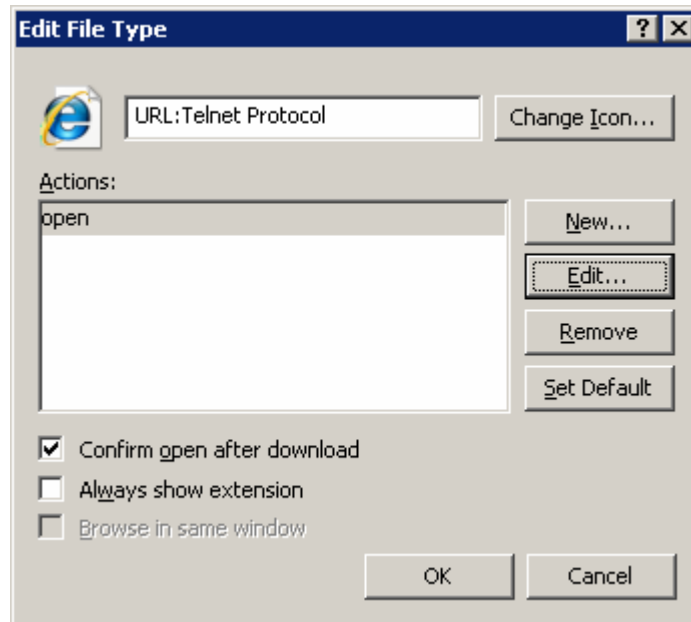 Edit File Type
URL:Telnet Protocol
Change Icon...
Actions:
open
New...
Edit...
Remove
Set Default
Confirm open after download
Always show extension
Browse in same window
OK
Cancel